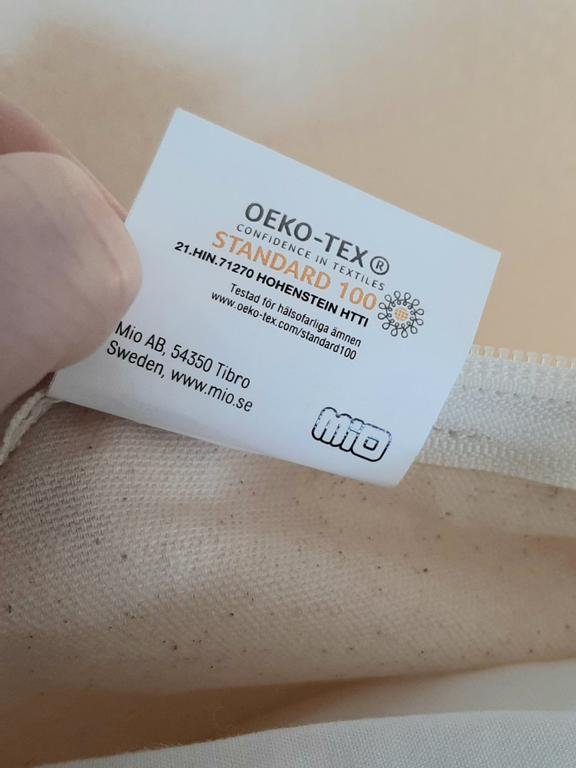 OEKO-TEX®
CONFIDENCE IN TEXTILES
STANDARD 100
21.HIN.71270 HOHENSTEIN HTTI
Testad för hälsofarliga ämnen
www.oeko-tex.com/standard100
Mio AB, 54350 Tibro
Sweden, www.mio.se
MiO